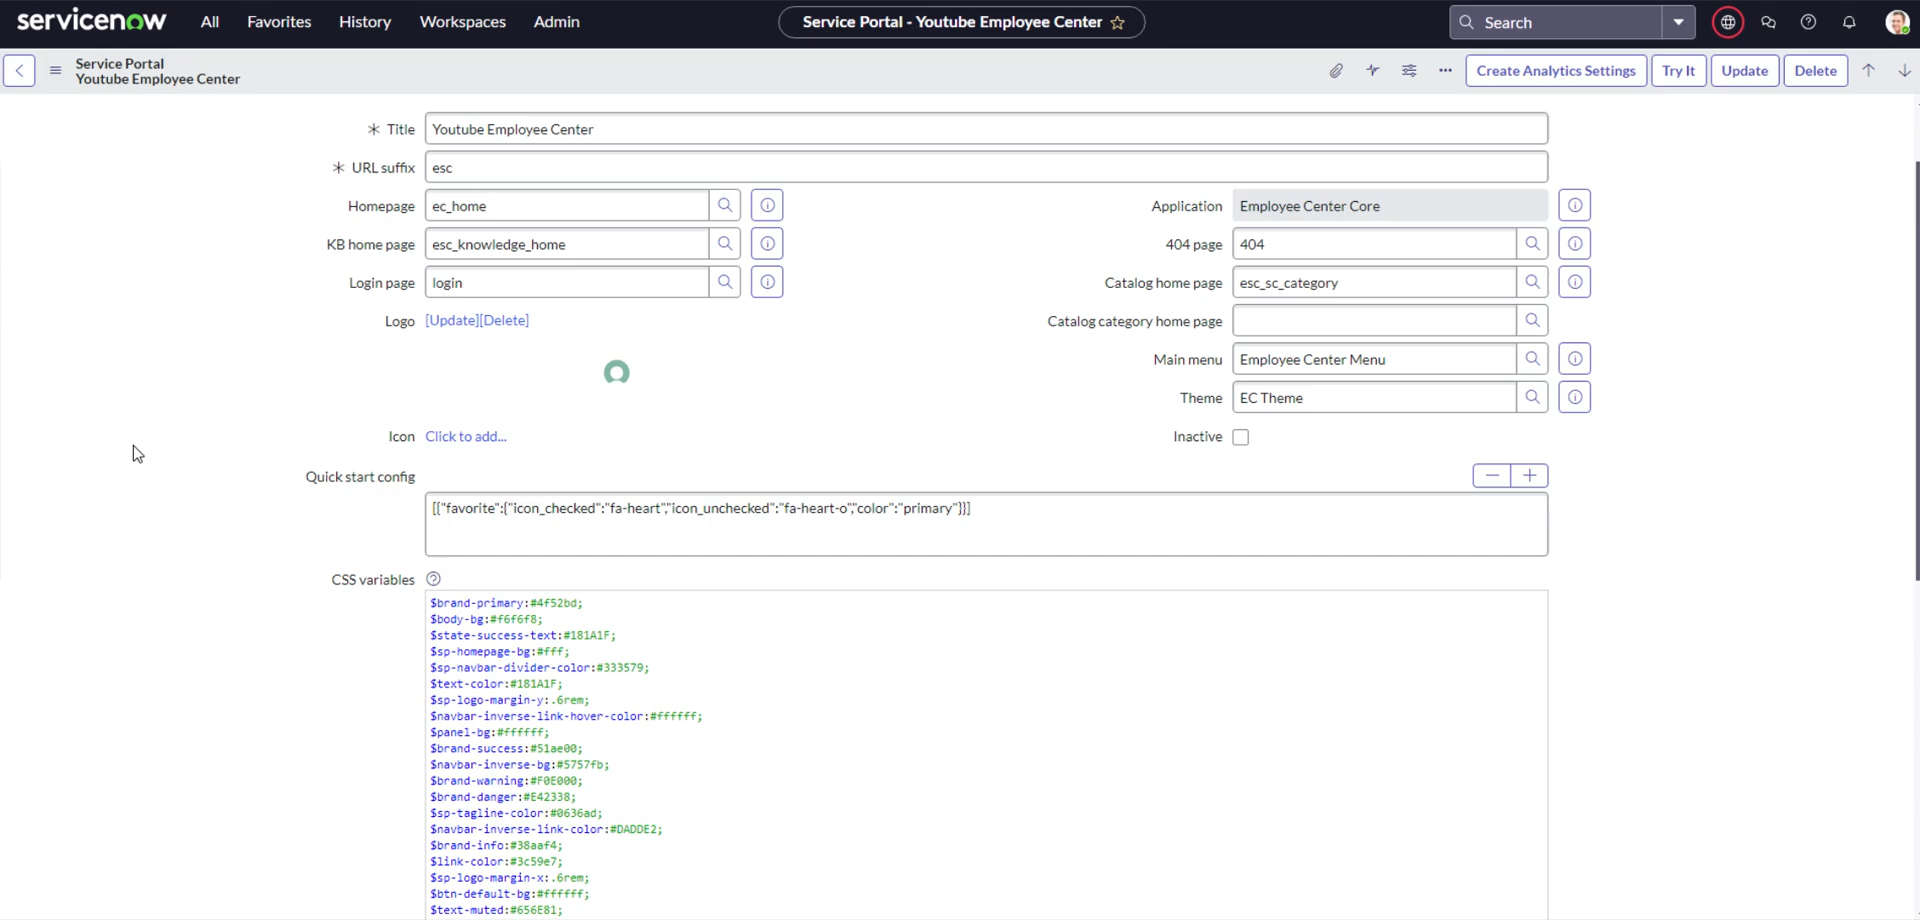 servicenow All Favorites History Workspaces Admin Service Portal - Youtube Employee Center Search
Service Portal
Youtube Employee Center
Create Analytics Settings Try It Update Delete
Title Youtube Employee Center
URL suffix esc
Homepage ec_home Application Employee Center Core
KB home page esc_knowledge_home 404 page 404
Login page login Catalog home page esc_sc_category
Logo [Update][Delete] Catalog category home page
Main menu Employee Center Menu
Theme EC Theme
Icon Click to add... Inactive
Quick start config
[{"favorite":{"icon_checked":"fa-heart","icon_unchecked":"fa-heart-o","color":"primary"}}]
CSS variables
$brand-primary:#4f52bd;
$body-bg:#f6f6f8;
$state-success-text:#181A1F;
$sp-homepage-bg:#fff;
$sp-navbar-divider-color:#333579;
$text-color:#181A1F;
$sp-logo-margin-y:.6rem;
$navbar-inverse-link-hover-color:#ffffff;
$panel-bg:#ffffff;
$brand-success:#51ae00;
$navbar-inverse-bg:#5757fb;
$brand-warning:#F0E000;
$brand-danger:#E42338;
$sp-tagline-color:#0636ad;
$navbar-inverse-link-color:#DADDE2;
$brand-info:#38aaf4;
$link-color:#3c59e7;
$sp-logo-margin-x:.6rem;
$btn-default-bg:#ffffff;
$text-muted:#656E81;